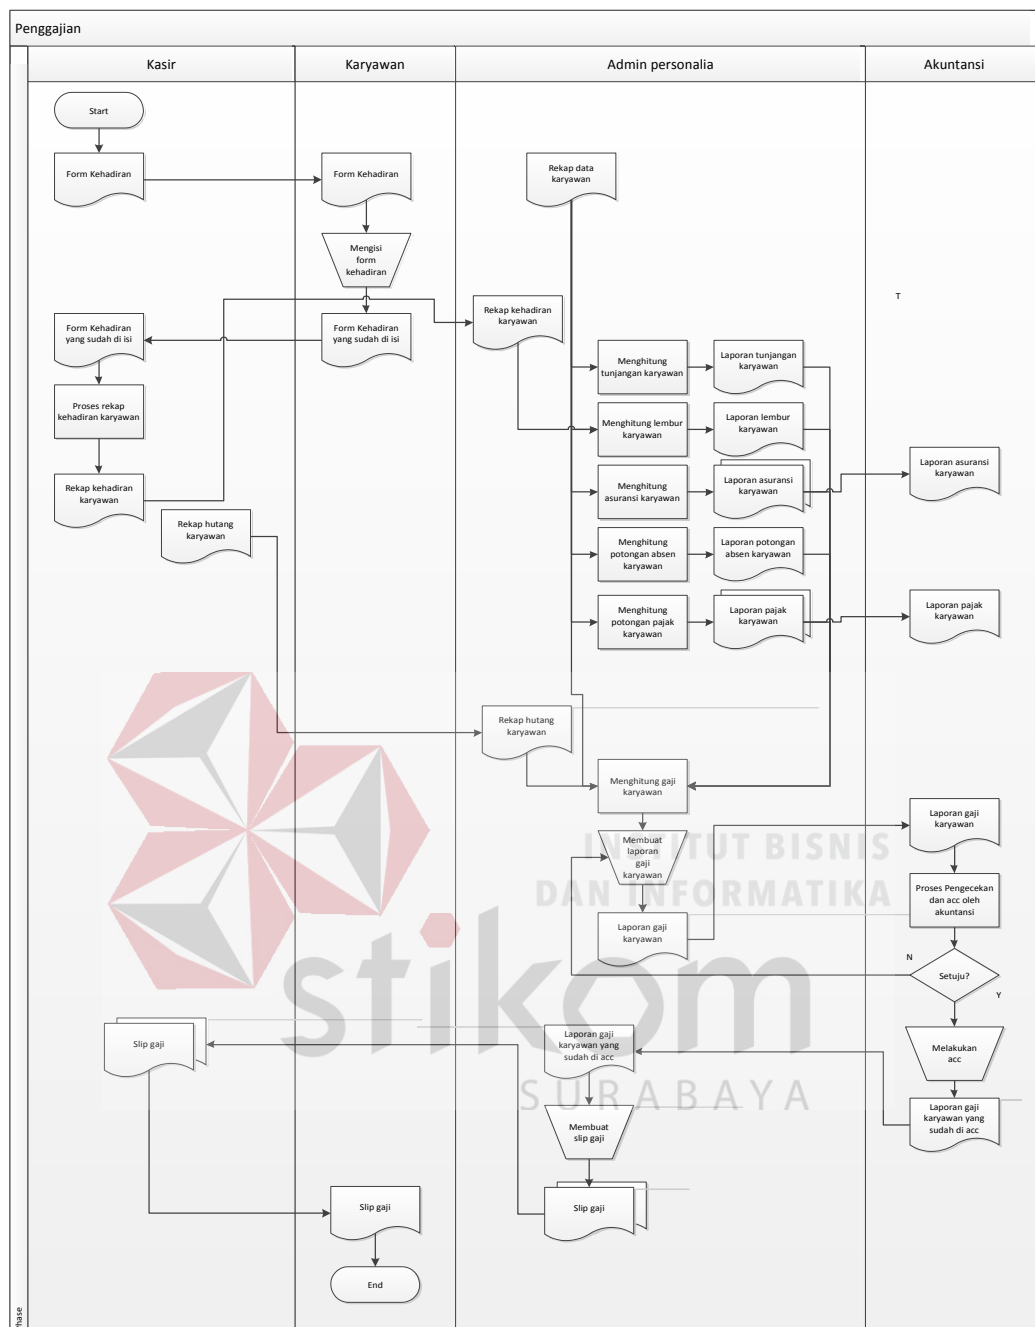 Penggajian
Kasir
Karyawan
Admin personalia
Akuntansi
Start
Form Kehadiran
Form Kehadiran
Rekap data
karyawan
Mengisi
form
kehadiran
T
Form Kehadiran
yang sudah di isi
Form Kehadiran
yang sudah di isi
Rekap kehadiran
karyawan
Menghitung
tunjangan karyawan
Laporan tunjangan
karyawan
Proses rekap
kehadiran karyawan
Menghitung lembur
karyawan
Laporan lembur
karyawan
Rekap kehadiran
karyawan
Menghitung
asuransi karyawan
Laporan asuransi
karyawan
Laporan asuransi
karyawan
Rekap hutang
karyawan
Menghitung
potongan absen
karyawan
Laporan potongan
absen karyawan
Menghitung
potongan pajak
karyawan
Laporan pajak
karyawan
Laporan pajak
karyawan
Rekap hutang
karyawan
Menghitung gaji
karyawan
Laporan gaji
karyawan
Membuat
laporan
gaji
karyawan
INSTITUT BISNIS
DAN INFORMATIKA
Proses Pengecekan
dan acc oleh
akuntansi
Laporan gaji
karyawan
N
Setuju?
Y
stikom
SURABAYA
Slip gaji
Laporan gaji
karyawan yang
sudah di acc
Melakukan
acc
Membuat
slip gaji
Laporan gaji
karyawan yang
sudah di acc
Slip gaji
Slip gaji
End
Phase